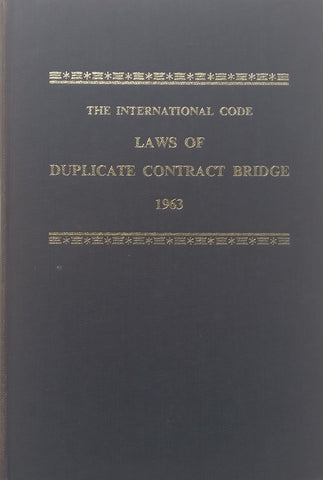 THE INTERNATIONAL CODE
LAWS OF
DUPLICATE CONTRACT BRIDGE
1963